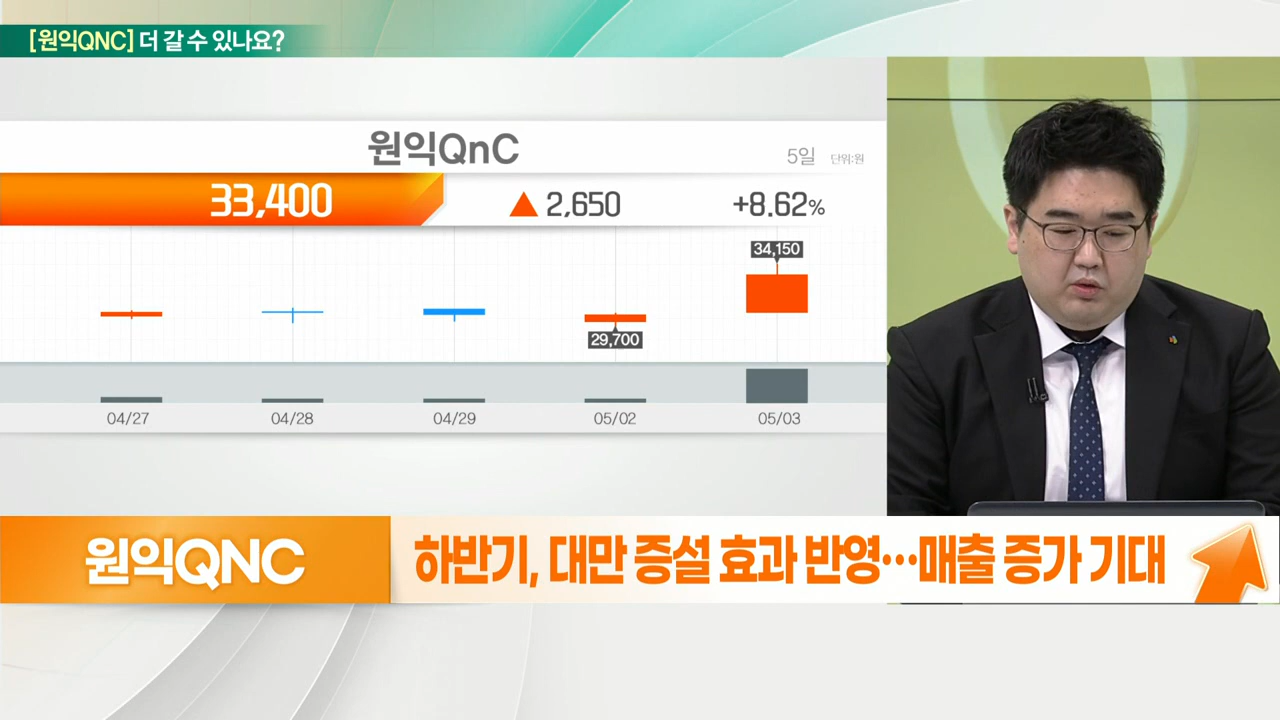 [원익QNC] 더 갈 수 있나요?
원익QnC
5일 단위:원
33,400 ▲ 2,650 +8.62%
34,150
29,700
04/27 04/28 04/29 05/02 05/03
원익QNC
하반기, 대만 증설 효과 반영…매출 증가 기대